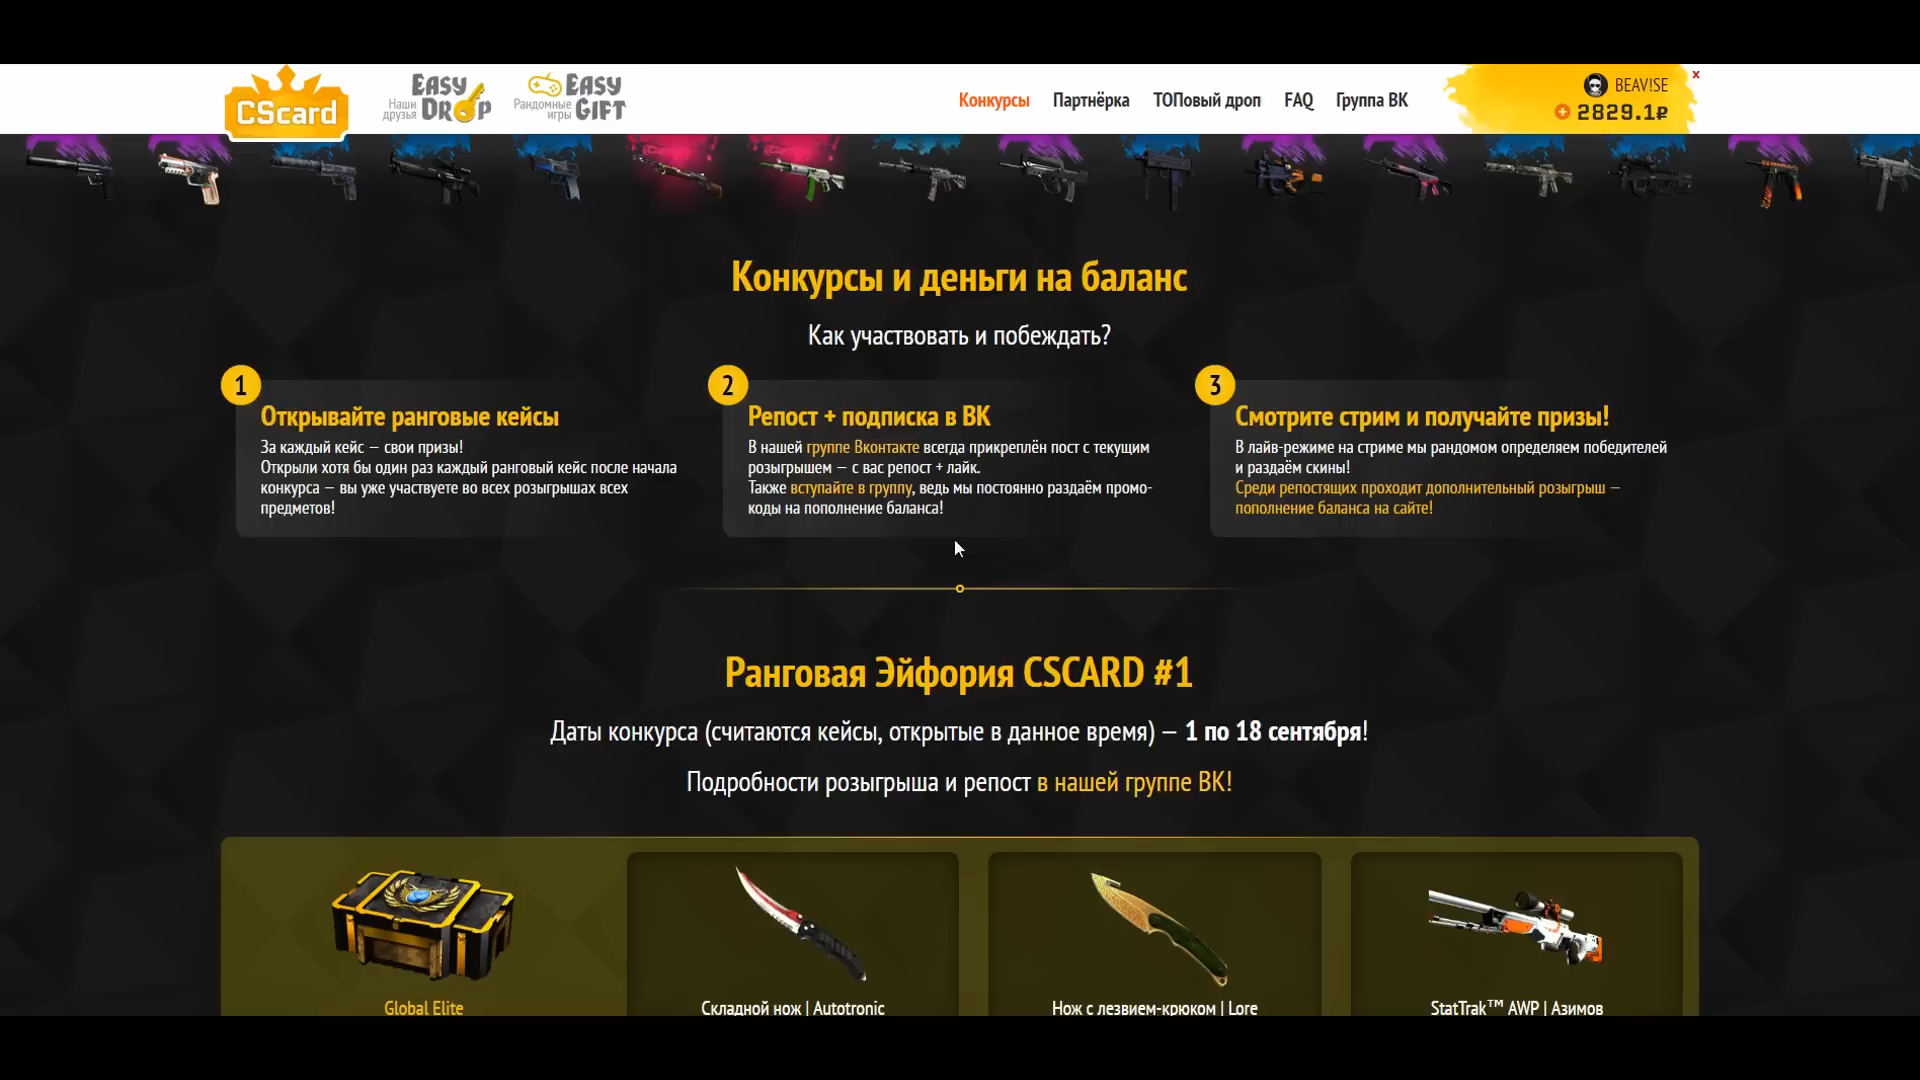 CScard
EASY DROP
Наши друзья
EASY GIFT
Рандомные игры
Конкурсы
Партнёрка
ТОПовый дроп
FAQ
Группа ВК
BEAV!SE
2829.1₽
x
Конкурсы и деньги на баланс
Как участвовать и побеждать?
1
Открывайте ранговые кейсы
За каждый кейс — свои призы!
Открыли хотя бы один раз каждый ранговый кейс после начала
конкурса — вы уже участвуете во всех розыгрышах всех
предметов!
2
Репост + подписка в ВК
В нашей группе Вконтакте всегда прикреплён пост с текущим
розыгрышем — с вас репост + лайк.
Также вступайте в группу, ведь мы постоянно раздаём промо-
коды на пополнение баланса!
3
Смотрите стрим и получайте призы!
В лайв-режиме на стриме мы рандомом определяем победителей
и раздаём скины!
Среди репостящих проходит дополнительный розыгрыш —
пополнение баланса на сайте!
Ранговая Эйфория CSCARD #1
Даты конкурса (считаются кейсы, открытые в данное время) — 1 по 18 сентября!
Подробности розыгрыша и репост в нашей группе ВК!
Global Elite
Складной нож | Autotronic
Нож с лезвием-крюком | Lore
StatTrak™ AWP | Азимов